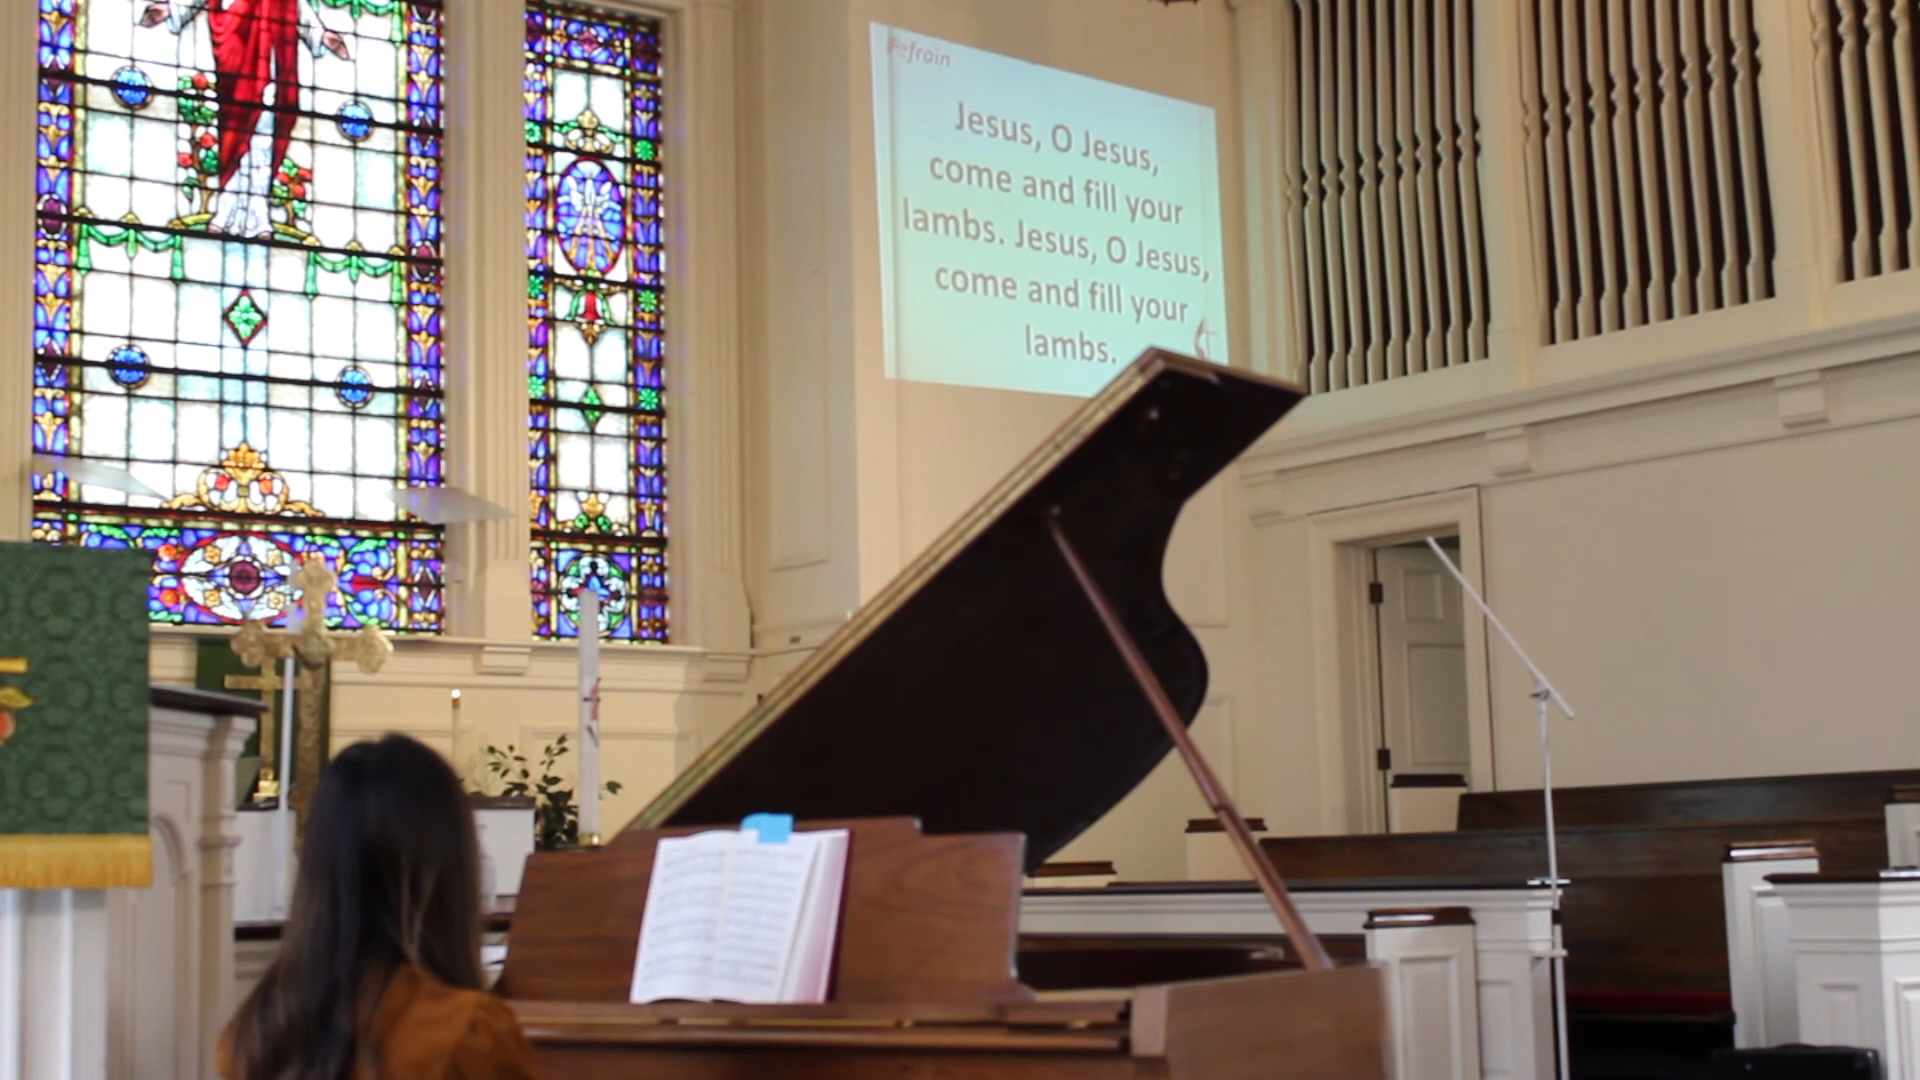 Refrain
Jesus, O Jesus,
come and fill your
lambs. Jesus, O Jesus,
come and fill your
lambs.